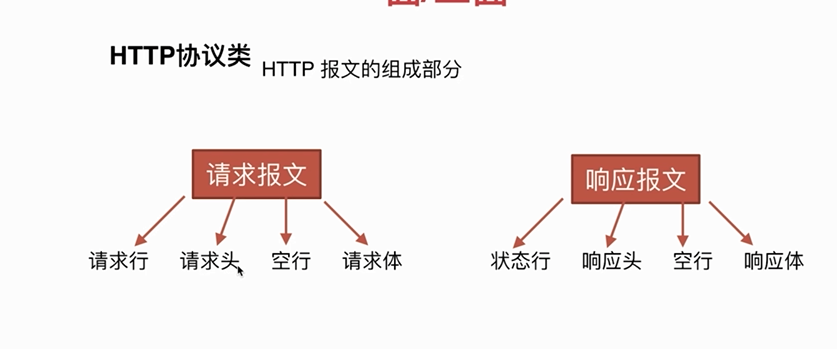 HTTP协议类
HTTP 报文的组成部分
请求报文
响应报文
请求行 请求头 空行 请求体
状态行 响应头 空行 响应体